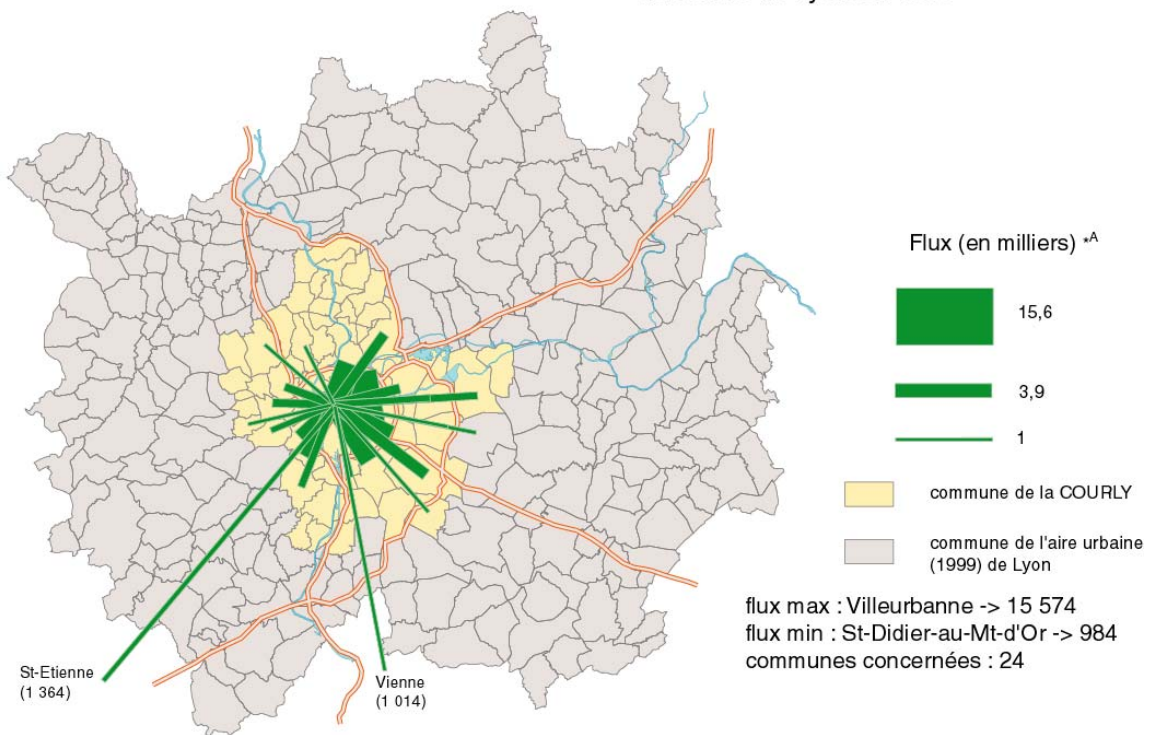 Flux (en milliers) *A
15,6
3,9
1
commune de la COURLY
commune de l'aire urbaine
(1999) de Lyon
flux max : Villeurbanne -> 15 574
flux min : St-Didier-au-Mt-d'Or -> 984
communes concernées : 24
St-Etienne
(1 364)
Vienne
(1 014)